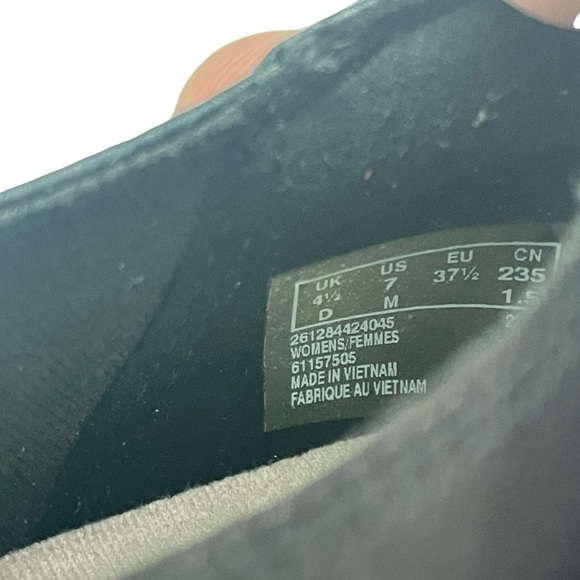 UK US EU CN
4½ 7 37½ 235
D M 1.5
261284424045
WOMENS/FEMMES
61157505
MADE IN VIETNAM
FABRIQUE AU VIETNAM